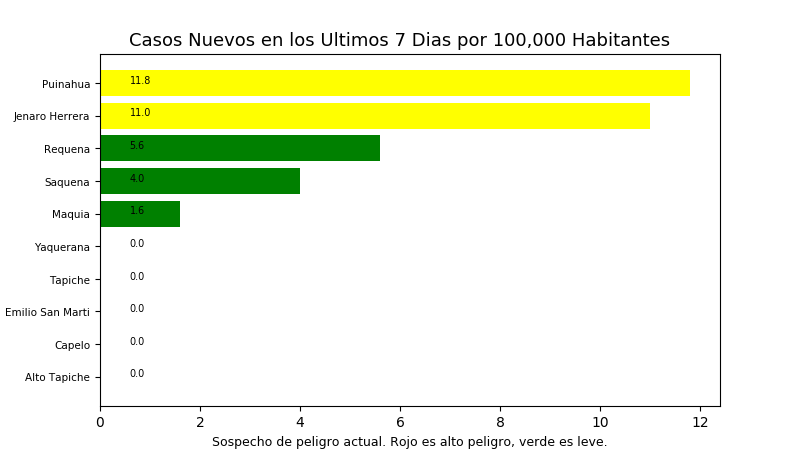 Casos Nuevos en los Ultimos 7 Dias por 100,000 Habitantes
Puinahua 11.8
Jenaro Herrera 11.0
Requena 5.6
Saquena 4.0
Maquia 1.6
Yaquerana 0.0
Tapiche 0.0
Emilio San Marti 0.0
Capelo 0.0
Alto Tapiche 0.0
0 2 4 6 8 10 12
Sospecho de peligro actual. Rojo es alto peligro, verde es leve.